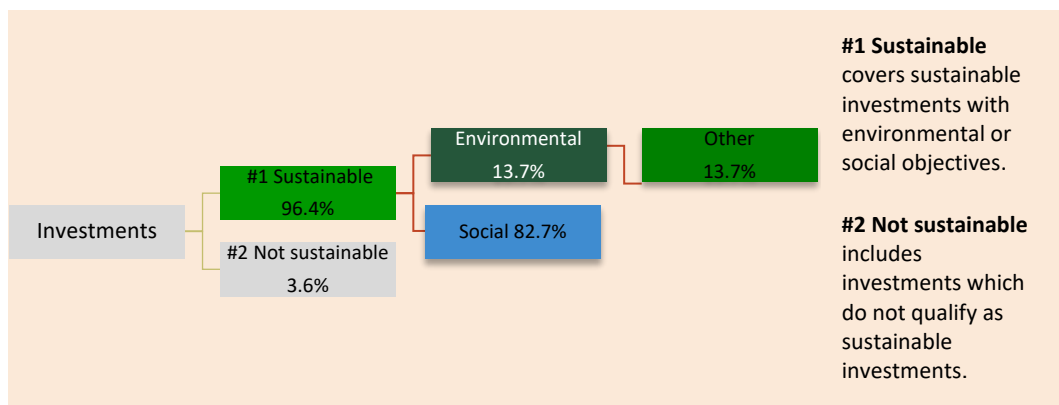 Investments
#1 Sustainable
96.4%
#2 Not sustainable
3.6%
Environmental
13.7%
Social 82.7%
Other
13.7%
#1 Sustainable
covers sustainable
investments with
environmental or
social objectives.
#2 Not sustainable
includes
investments which
do not qualify as
sustainable
investments.